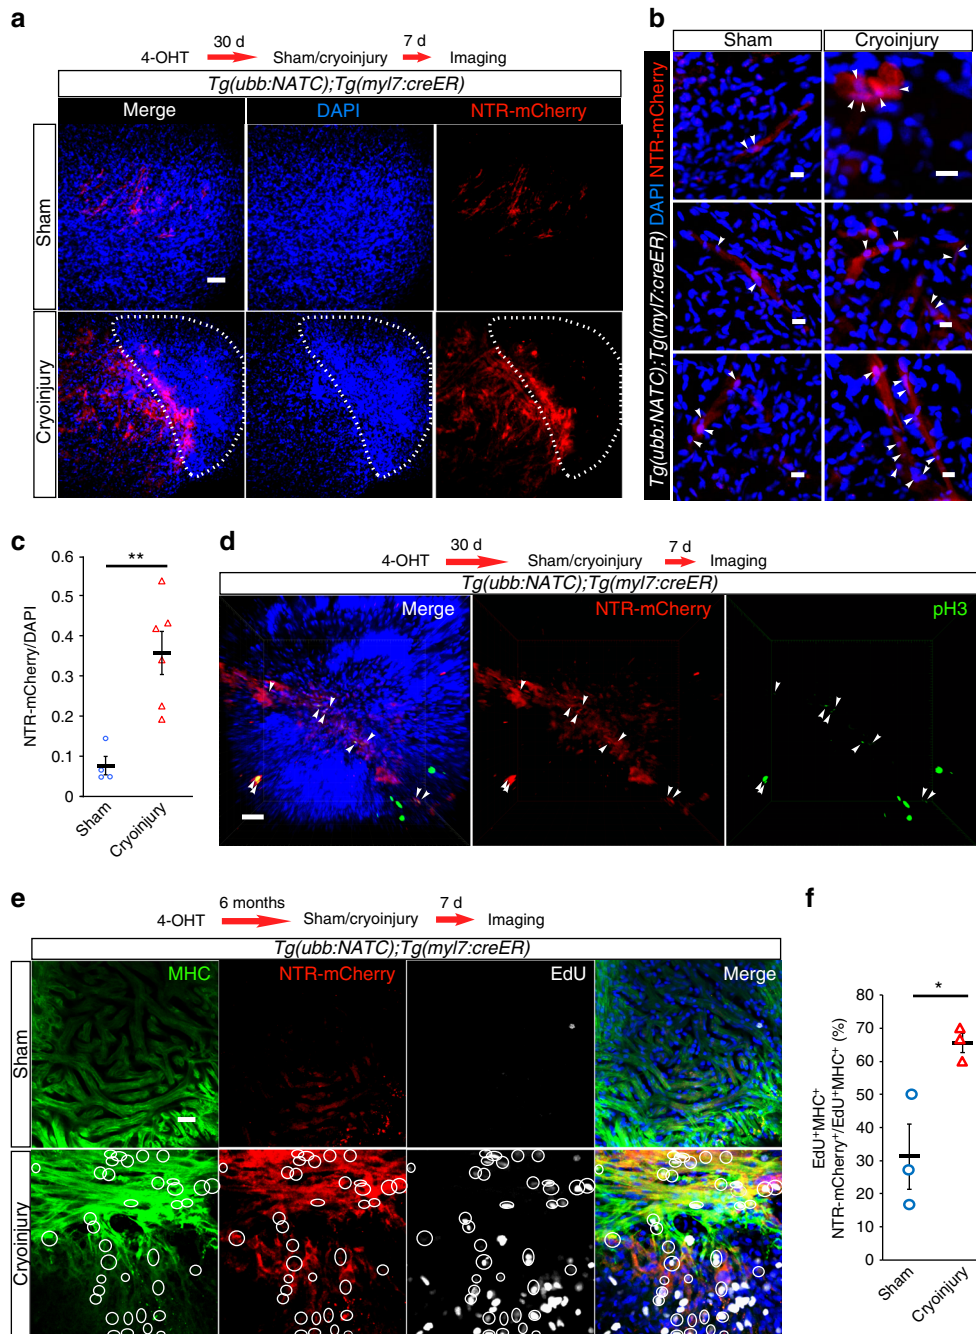 a
30 d
7 d
4-OHT
Sham/cryoinjury
Imaging
Tg(ubb:NATC);Tg(myl7:creER)
Merge
DAPI
NTR-mCherry
Sham
Cryoinjury
b
Sham
Cryoinjury
Tg(ubb:NATC);Tg(myl7:creER) DAPI NTR-mCherry
c
**
NTR-mCherry/DAPI
0.6
0.5
0.4
0.3
0.2
0.1
0
Sham
Cryoinjury
d
30 d
7 d
4-OHT
Sham/cryoinjury
Imaging
Tg(ubb:NATC);Tg(myl7:creER)
Merge
NTR-mCherry
pH3
e
6 months
7 d
4-OHT
Sham/cryoinjury
Imaging
Tg(ubb:NATC);Tg(myl7:creER)
MHC
NTR-mCherry
EdU
Merge
Sham
Cryoinjury
f
*
EdU⁺MHC⁺
NTR-mCherry⁺/EdU⁺MHC⁺ (%)
80
70
60
50
40
30
20
10
0
Sham
Cryoinjury